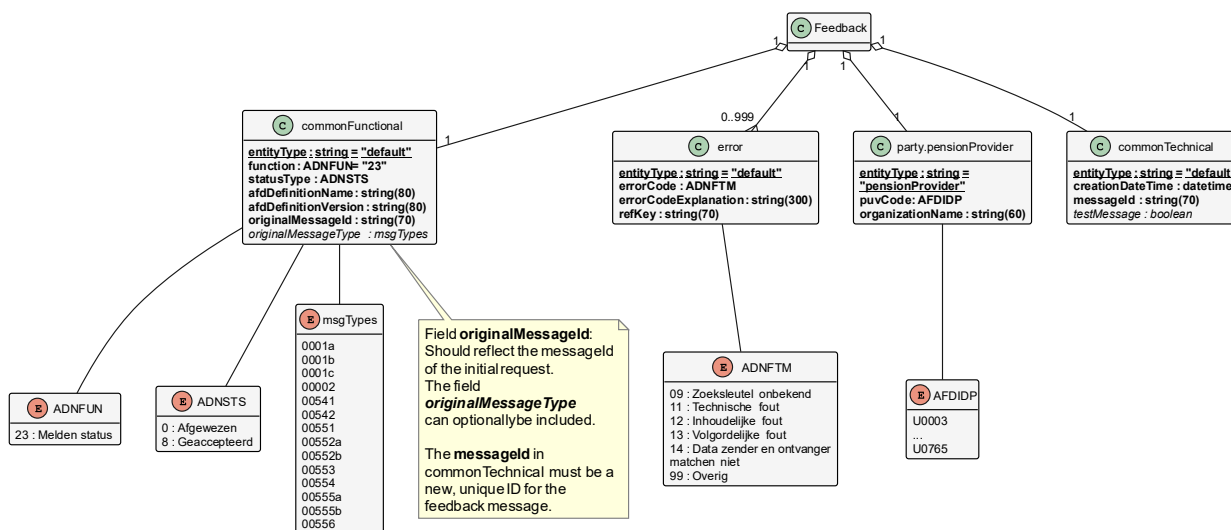 C Feedback
1
1
1
1
0..999
1
1
1
C commonFunctional
entityType : string = "default"
function : ADNFUN= "23"
statusType : ADNSTS
afdDefinitionName : string(80)
afdDefinitionVersion : string(80)
originalMessageId : string(70)
originalMessageType : msgTypes
C error
entityType : string = "default"
errorCode : ADNFTM
errorCodeExplanation : string(300)
refKey : string(70)
C party.pensionProvider
entityType : string =
"pensionProvider"
puvCode: AFDIDP
organizationName : string(60)
C commonTechnical
entityType : string = "default
creationDateTime : datetime
messageId : string(70)
testMessage : boolean
E ADNFUN
23 : Melden status
E ADNSTS
0 : Afgewezen
8 : Geaccepteerd
E msgTypes
0001a
0001b
0001c
00002
00541
00542
00551
00552a
00552b
00553
00554
00555a
00555b
00556
Field originalMessageId:
Should reflect the messageId
of the initial request.
The field
originalMessageType
can optionallybe included.
The messageId in
commonTechnical must be a
new, unique ID for the
feedback message.
E ADNFTM
09 : Zoeksleutel onbekend
11 : Technische fout
12 : Inhoudelijke fout
13 : Volgordelijke fout
14 : Data zender en ontvanger
matchen niet
99 : Overig
E AFDIDP
U0003
...
U0765